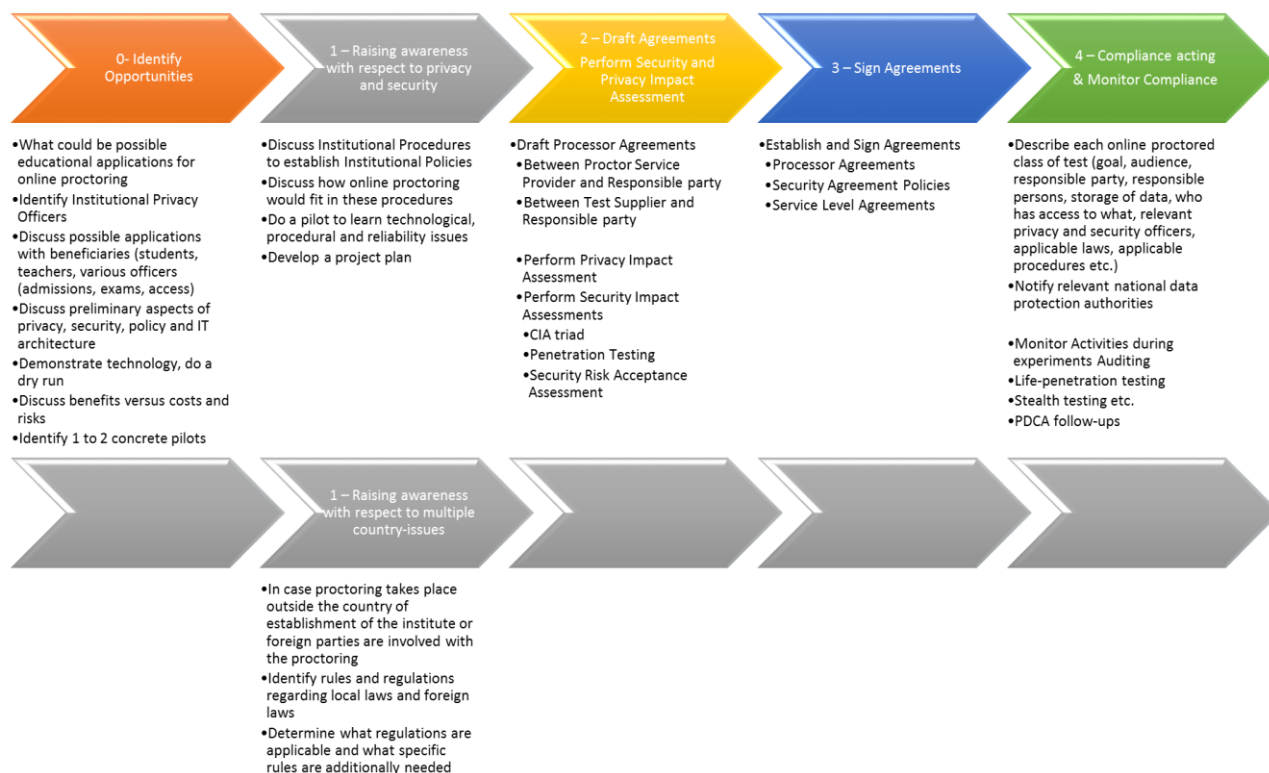 0- Identify
Opportunities
•What could be possible
educational applications for
online proctoring
•Identify Institutional Privacy
Officers
•Discuss possible applications
with beneficiaries (students,
teachers, various officers
(admissions, exams, access)
•Discuss preliminary aspects of
privacy, security, policy and IT
architecture
•Demonstrate technology, do a
dry run
•Discuss benefits versus costs and
risks
•Identify 1 to 2 concrete pilots
1 – Raising awareness
with respect to privacy
and security
•Discuss Institutional Procedures
to establish Institutional Policies
•Discuss how online proctoring
would fit in these procedures
•Do a pilot to learn technological,
procedural and reliability issues
•Develop a project plan
2 – Draft Agreements
Perform Security and
Privacy Impact
Assessment
•Draft Processor Agreements
•Between Proctor Service
Provider and Responsible party
•Between Test Supplier and
Responsible party
•Perform Privacy Impact
Assessment
•Perform Security Impact
Assessments
•CIA triad
•Penetration Testing
•Security Risk Acceptance
Assessment
3 – Sign Agreements
•Establish and Sign Agreements
•Processor Agreements
•Security Agreement Policies
•Service Level Agreements
4 – Compliance acting
& Monitor Compliance
•Describe each online proctored
class of test (goal, audience,
responsible party, responsible
persons, storage of data, who
has access to what, relevant
privacy and security officers,
applicable laws, applicable
procedures etc.)
•Notify relevant national data
protection authorities
•Monitor Activities during
experiments Auditing
•Life-penetration testing
•Stealth testing etc.
•PDCA follow-ups
1 – Raising awareness
with respect to multiple
country-issues
•In case proctoring takes place
outside the country of
establishment of the institute or
foreign parties are involved with
the proctoring
•Identify rules and regulations
regarding local laws and foreign
laws
•Determine what regulations are
applicable and what specific
rules are additionally needed